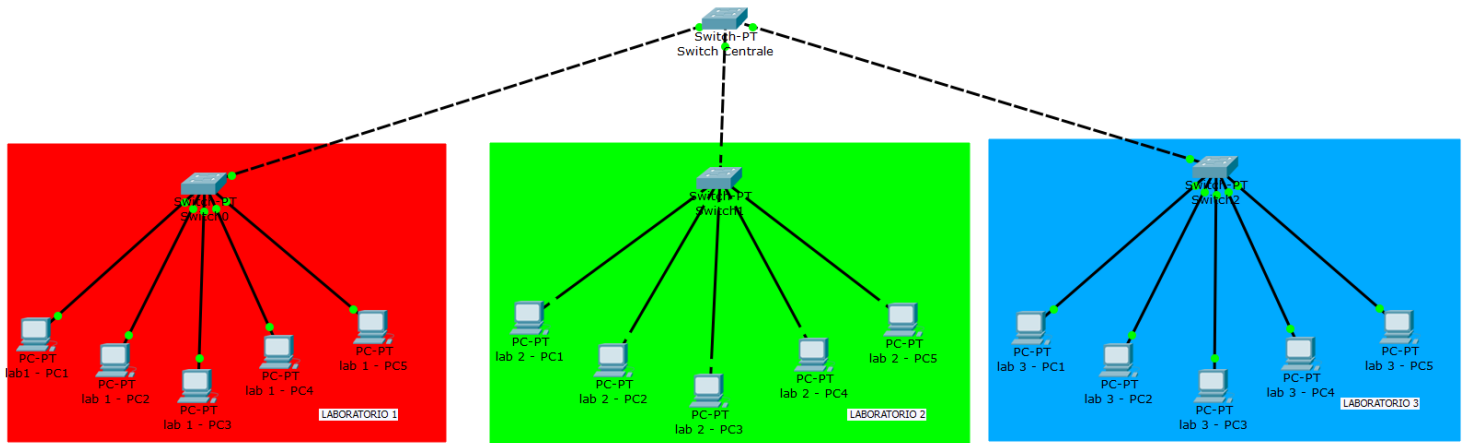 Switch-PT
Switch Centrale
Switch-PT
Switch0
PC-PT
lab1 - PC1
PC-PT
lab 1 - PC2
PC-PT
lab 1 - PC3
PC-PT
lab 1 - PC4
PC-PT
lab 1 - PC5
LABORATORIO 1
Switch-PT
Switch1
PC-PT
lab 2 - PC1
PC-PT
lab 2 - PC2
PC-PT
lab 2 - PC3
PC-PT
lab 2 - PC4
PC-PT
lab 2 - PC5
LABORATORIO 2
Switch-PT
Switch2
PC-PT
lab 3 - PC1
PC-PT
lab 3 - PC2
PC-PT
lab 3 - PC3
PC-PT
lab 3 - PC4
PC-PT
lab 3 - PC5
LABORATORIO 3